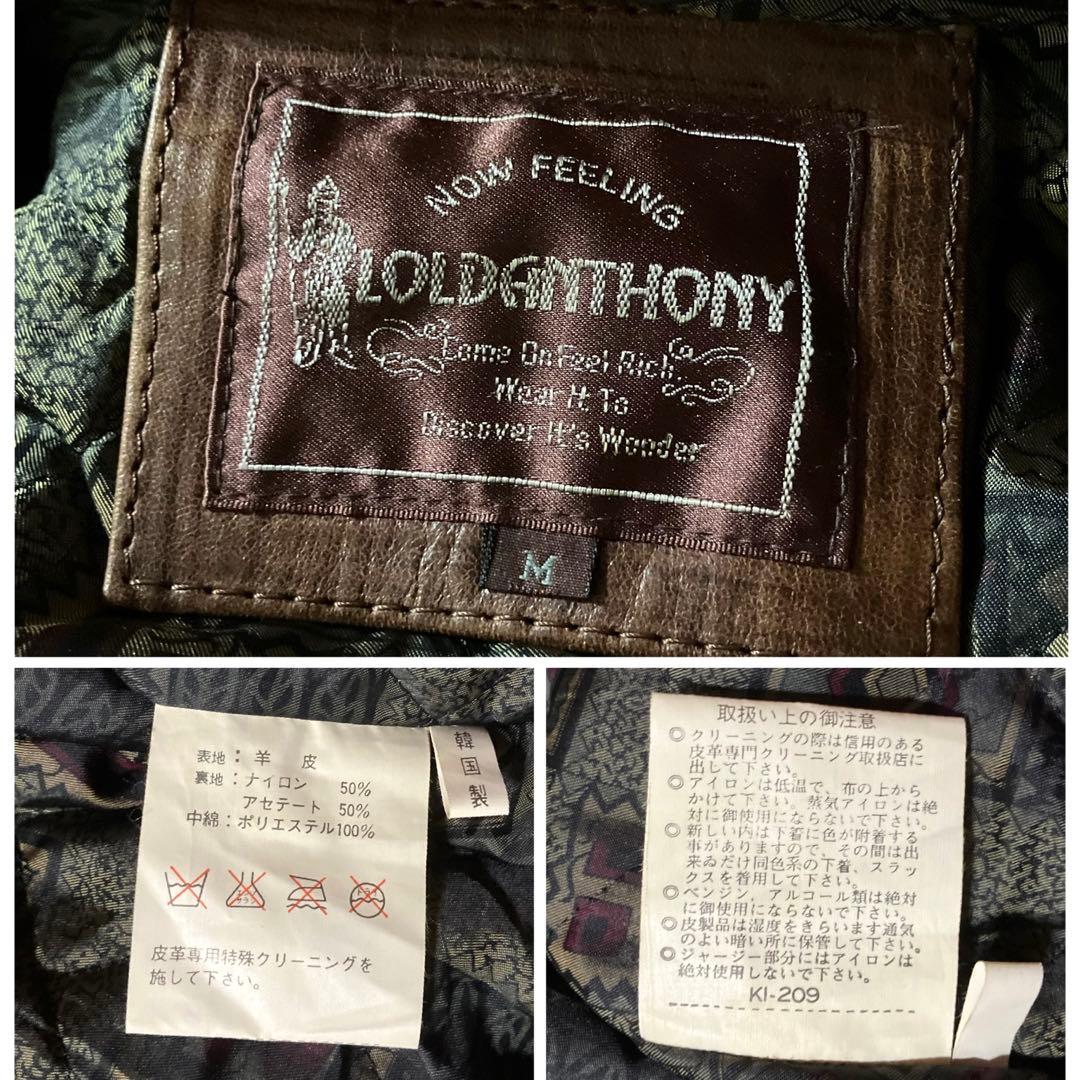 NOW FEELING
LOLDANTHONY
Come On Feel Rich
Wear It To
Discover It's Wonder
M
表地：羊　皮
裏地：ナイロン　50%
アセテート　50%
中綿：ポリエステル100%
エンソ
サラシ
ドライ
皮革専用特殊クリーニングを
施して下さい。
韓国製
取扱い上の御注意
◎クリーニングの際は信用のある
皮革専門クリーニング取扱店に
出して下さい。
◎アイロンは低温で、布の上から
かけて下さい。蒸気アイロンは絶
対に御使用にならないで下さい。
◎新しい内は下着に色が附着する
事がありますので、その間は出
来ゐだけ同色系の下着、スラッ
クスを着用して下さい。
◎ベンジン、アルコール類は絶対
に御使用にならないで下さい。
◎皮製品は湿度をきらいます通気
のよい暗い所に保管して下さい。
◎ジャージー部分にはアイロンは
絶対使用しないで下さい。
KI-209